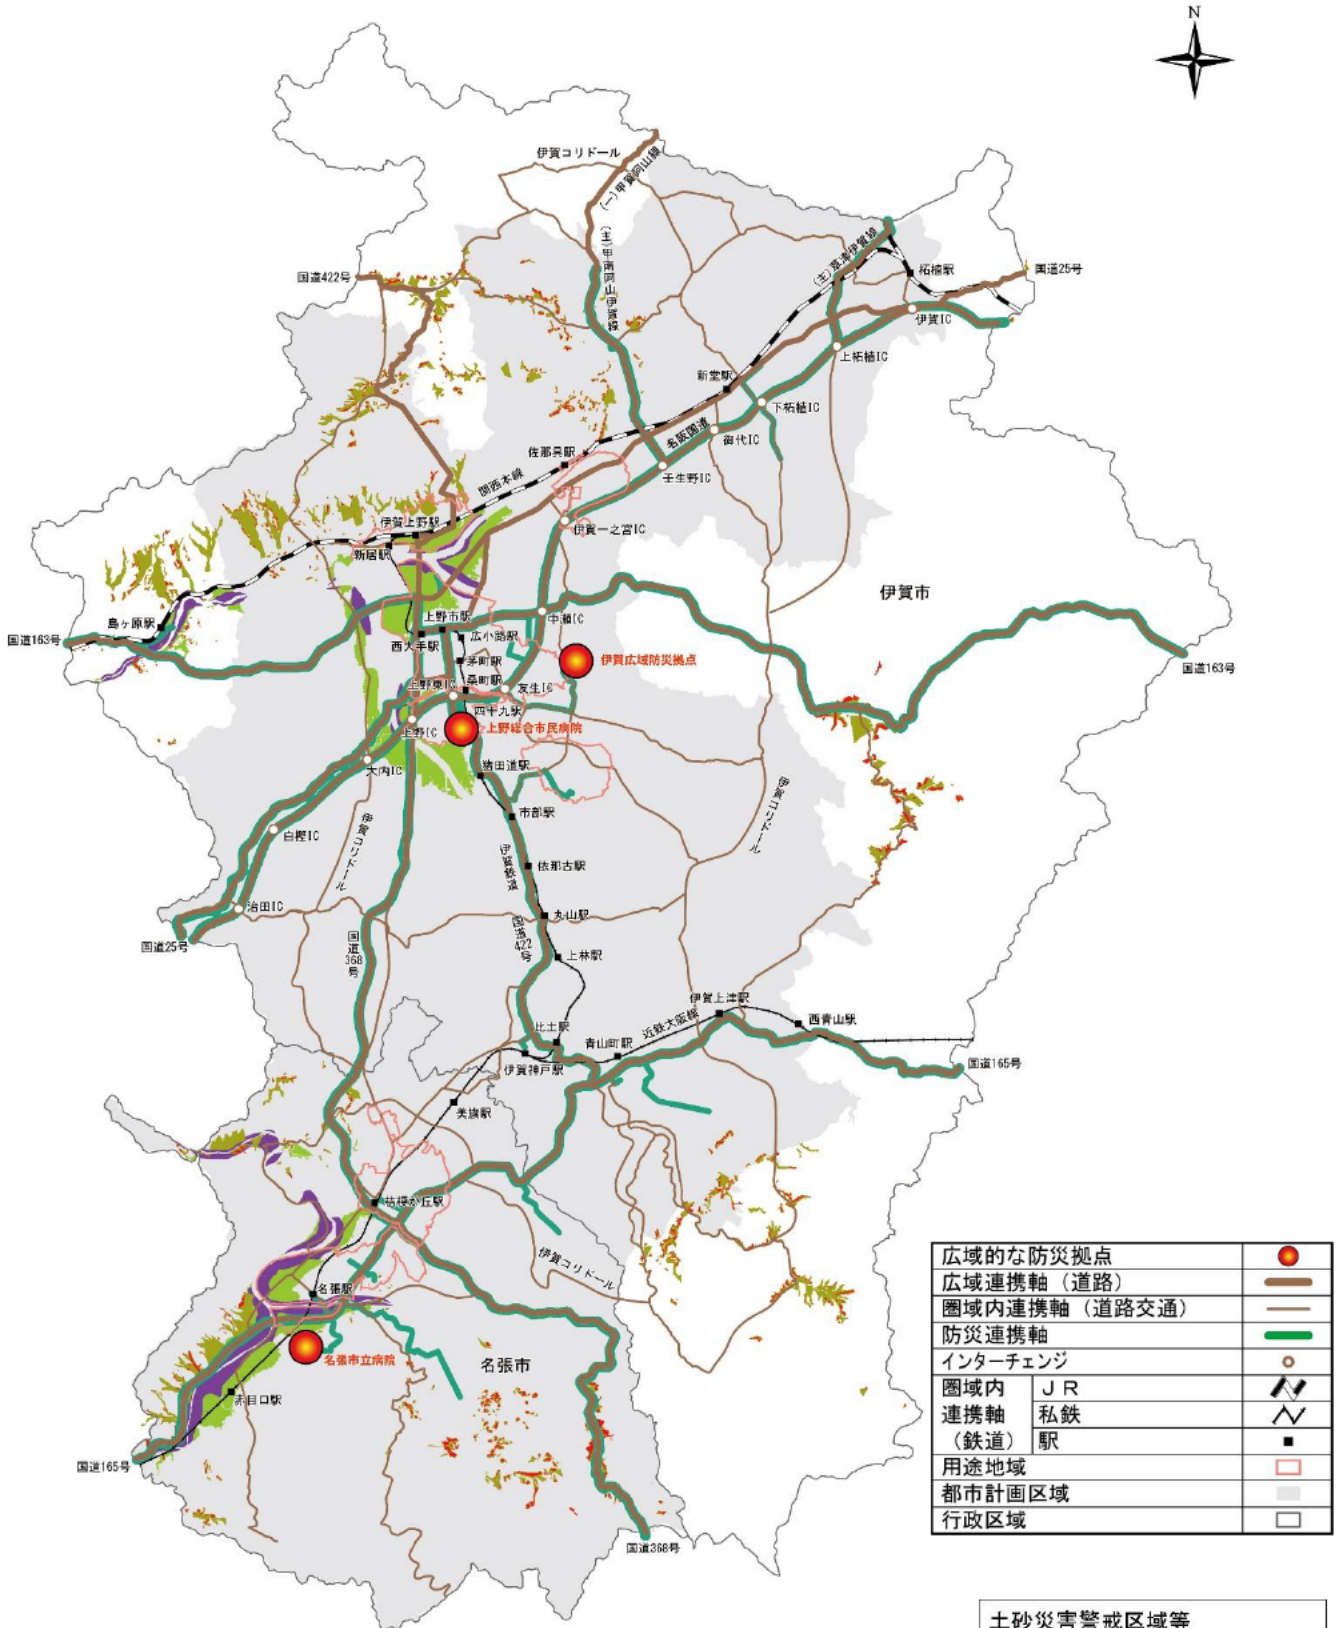 N
伊賀コリドール
(一)甲賀阿山線
(主)甲南阿山伊賀線
(主)草津伊賀線
柘植駅
国道25号
国道422号
伊賀IC
上柘植IC
新堂駅
下柘植IC
名阪国道
御代IC
佐那具駅
壬生野IC
関西本線
伊賀上野駅
伊賀一之宮IC
新居駅
伊賀市
島ヶ原駅
国道163号
上野市駅
中瀬IC
広小路駅
西大手駅
茅町駅
伊賀広域防災拠点
国道163号
桑町駅
上野東IC
友生IC
四十九駅
上野総合市民病院
上野IC
大内IC
猪田道駅
伊賀コリドール
市部駅
白樫IC
伊賀コリドール
伊賀鉄道
依那古駅
治田IC
丸山駅
国道25号
国道368号
国道422号
上林駅
伊賀上津駅
西青山駅
比土駅
近鉄大阪線
青山町駅
伊賀神戸駅
国道165号
美旗駅
桔梗が丘駅
伊賀コリドール
名張駅
名張市立病院
名張市
赤目口駅
国道165号
国道368号
広域的な防災拠点
広域連携軸（道路）
圏域内連携軸（道路交通）
防災連携軸
インターチェンジ
圏域内 ＪＲ
連携軸 私鉄
（鉄道） 駅
用途地域
都市計画区域
行政区域
土砂災害警戒区域等